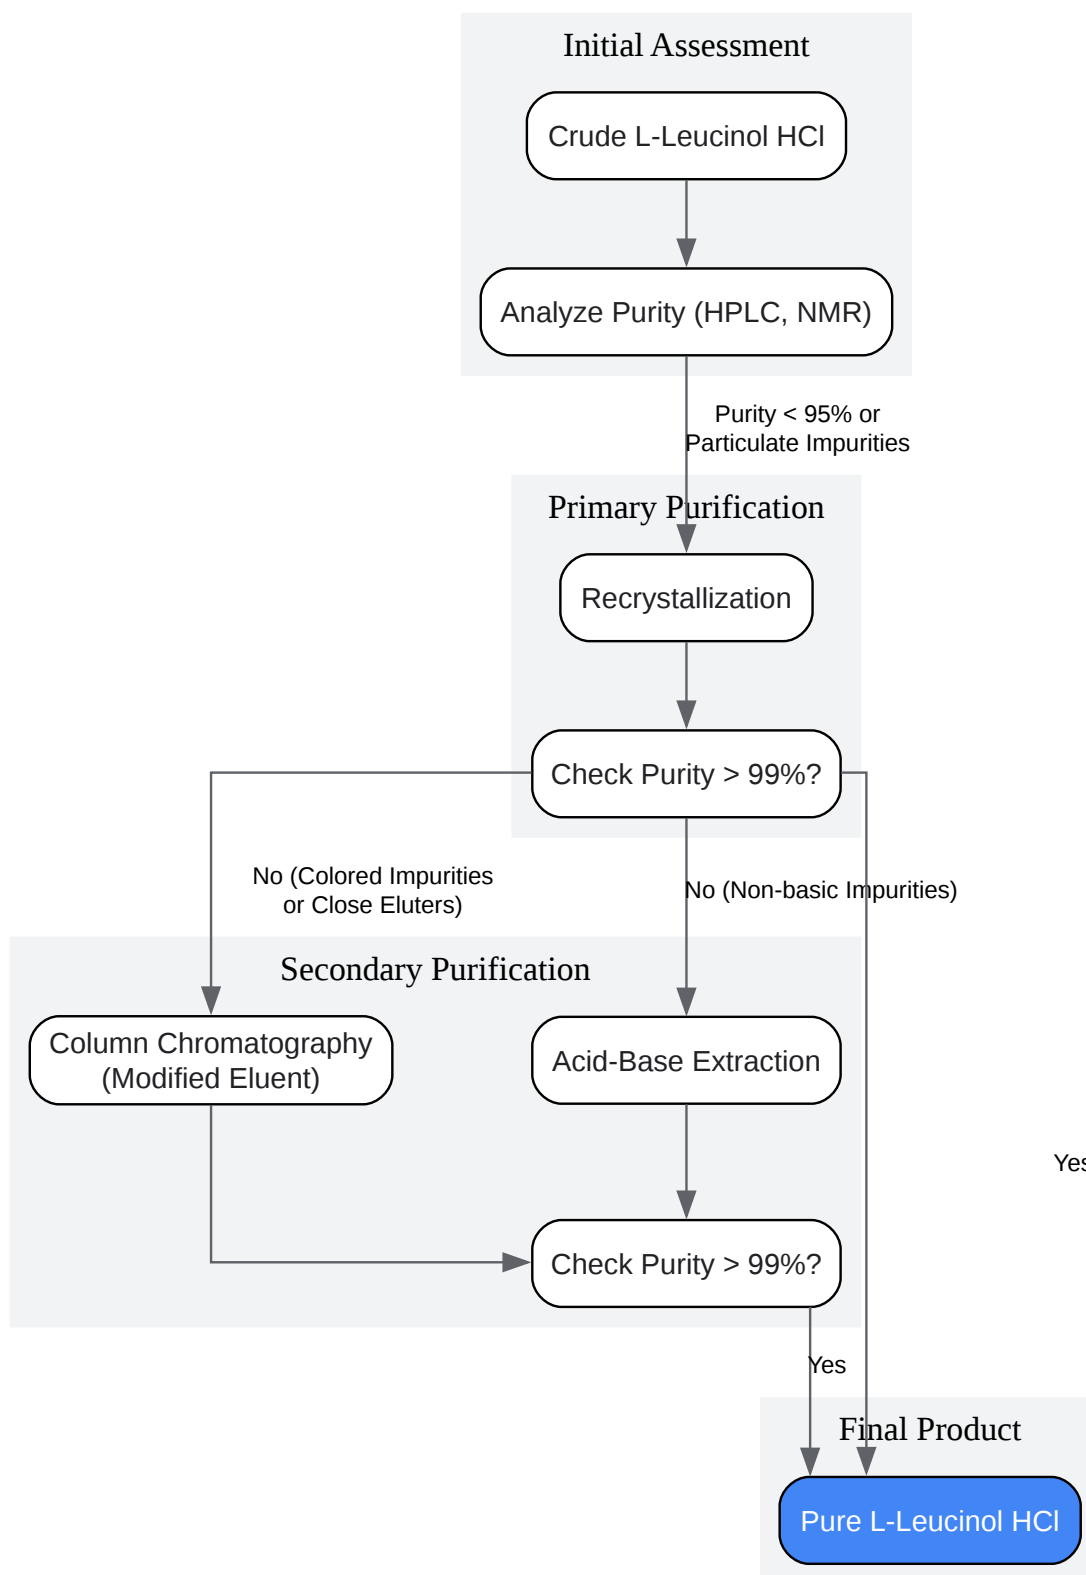 Initial Assessment
Crude L-Leucinol HCl
Analyze Purity (HPLC, NMR)
Purity < 95% or
Particulate Impurities
Primary Purification
Recrystallization
Check Purity > 99%?
No (Colored Impurities
or Close Eluters)
No (Non-basic Impurities)
Secondary Purification
Column Chromatography
(Modified Eluent)
Acid-Base Extraction
Yes
Check Purity > 99%?
Yes
Final Product
Pure L-Leucinol HCl